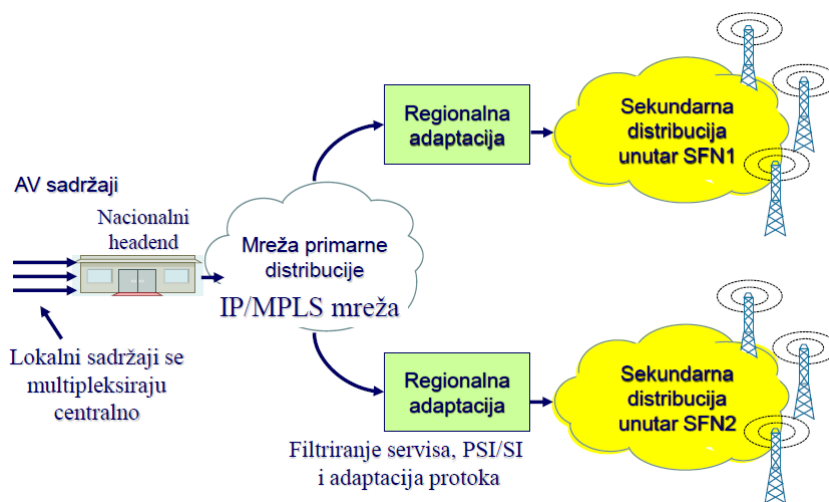 Regionalna
adaptacija
Sekundarna
distribucija
unutar SFN1
AV sadržaji
Nacionalni
headend
Mreža primarne
distribucije
IP/MPLS mreža
Lokalni sadržaji se
multipleksiraju
centralno
Regionalna
adaptacija
Sekundarna
distribucija
unutar SFN2
Filtriranje servisa, PSI/SI
i adaptacija protoka